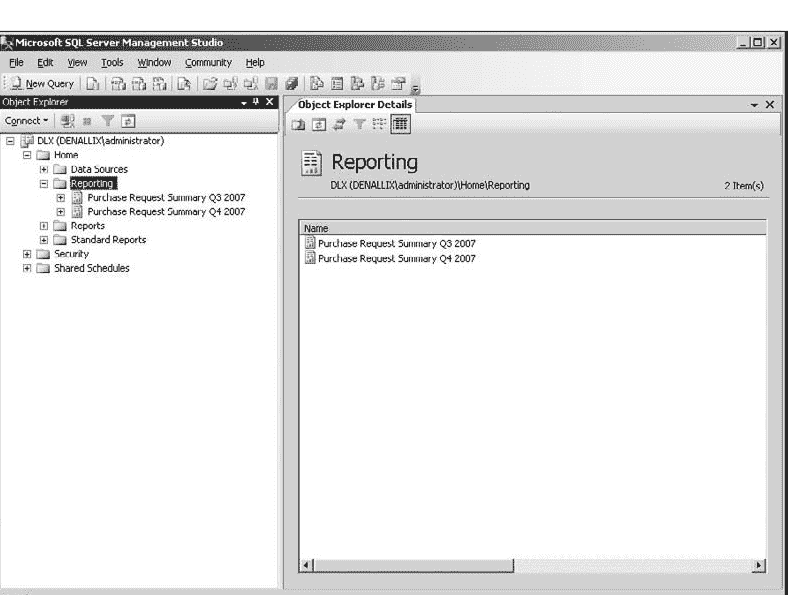 Microsoft SQL Server Management Studio
File Edit View Tools Window Community Help
New Query
Object Explorer
Connect
DLX (DENALLIX\administrator)
Home
Data Sources
Reporting
Purchase Request Summary Q3 2007
Purchase Request Summary Q4 2007
Reports
Standard Reports
Security
Shared Schedules
Object Explorer Details
Reporting
DLX (DENALLIX\administrator)\Home\Reporting 2 Item(s)
Name
Purchase Request Summary Q3 2007
Purchase Request Summary Q4 2007